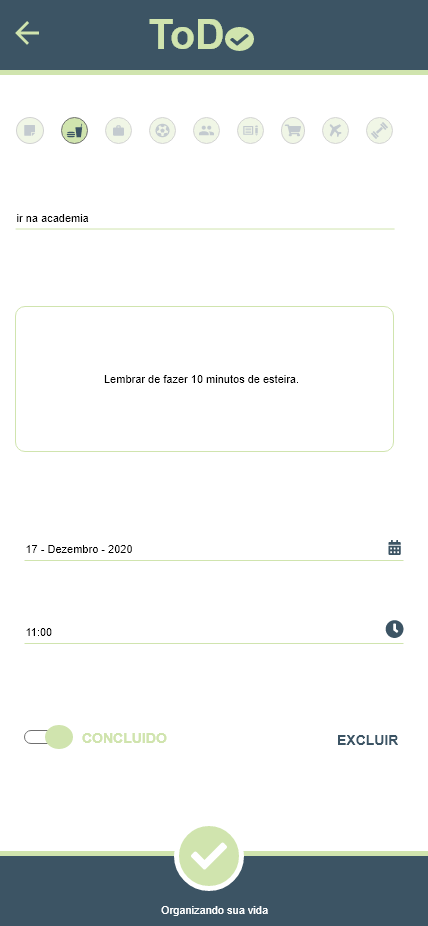 ToDo
ir na academia
Lembrar de fazer 10 minutos de esteira.
17 - Dezembro - 2020
11:00
CONCLUIDO
EXCLUIR
Organizando sua vida